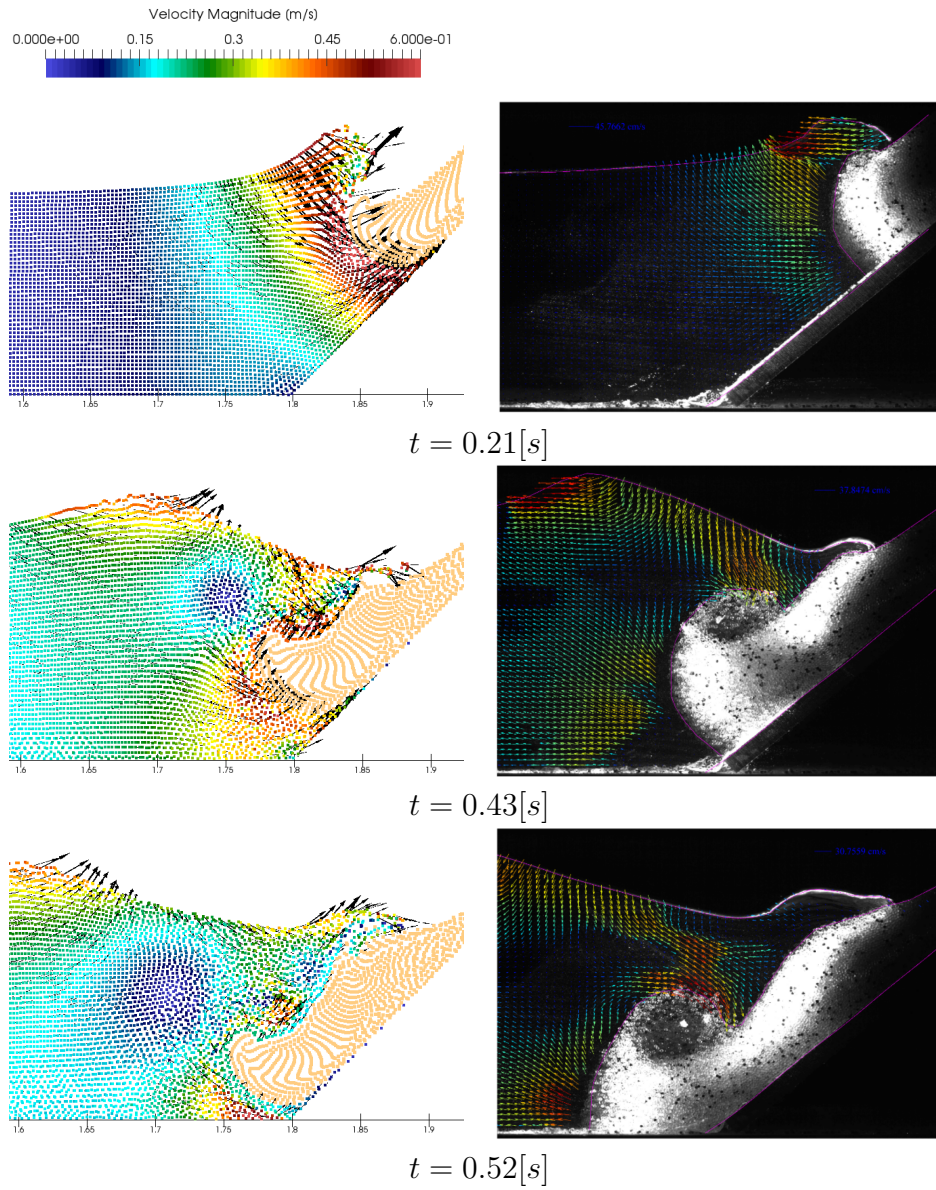 Velocity Magnitude [m/s]
0.000e+00 0.15 0.3 0.45 6.000e-01
1.6 1.65 1.7 1.75 1.8 1.85 1.9
t = 0.21[s]
1.6 1.65 1.7 1.75 1.8 1.85 1.9
t = 0.43[s]
1.6 1.65 1.7 1.75 1.8 1.85 1.9
t = 0.52[s]